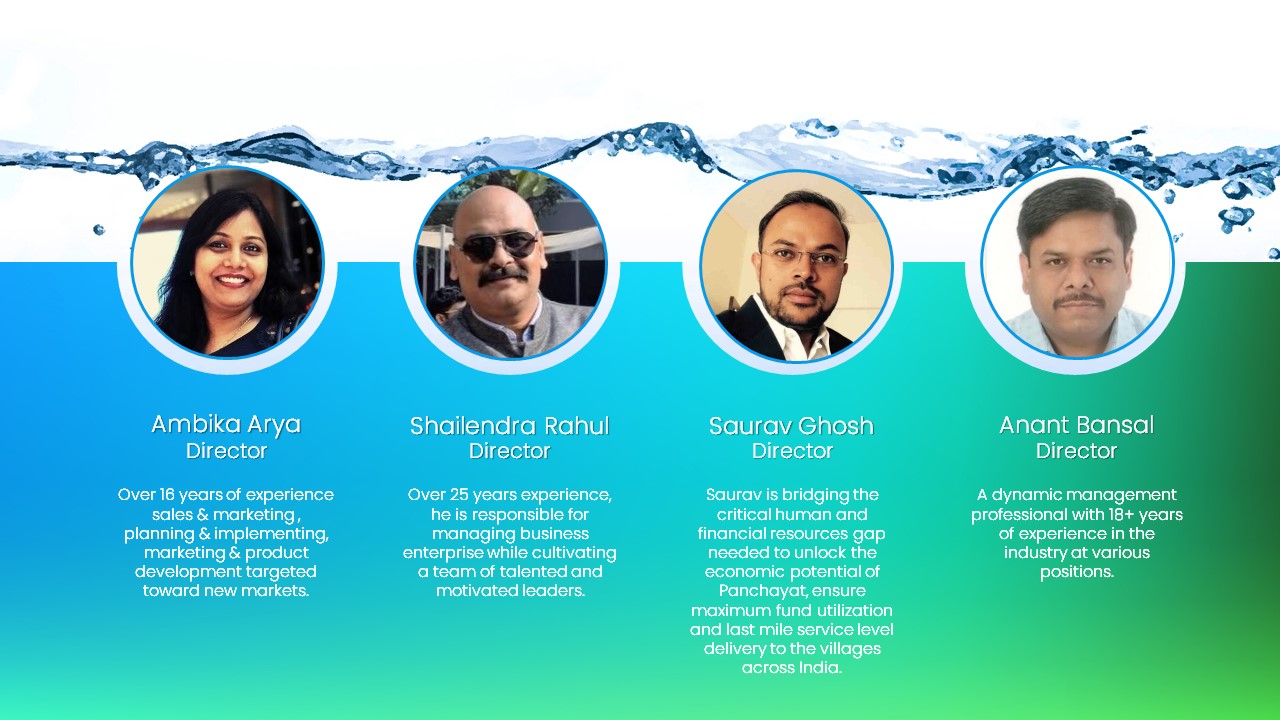 Ambika Arya
Director
Over 16 years of experience
sales & marketing,
planning & implementing,
marketing & product
development targeted
toward new markets.
Shailendra Rahul
Director
Over 25 years experience,
he is responsible for
managing business
enterprise while cultivating
a team of talented and
motivated leaders.
Saurav Ghosh
Director
Saurav is bridging the
critical human and
financial resources gap
needed to unlock the
economic potential of
Panchayat, ensure
maximum fund utilization
and last mile service level
delivery to the villages
across India.
Anant Bansal
Director
A dynamic management
professional with 18+ years
of experience in the
industry at various
positions.